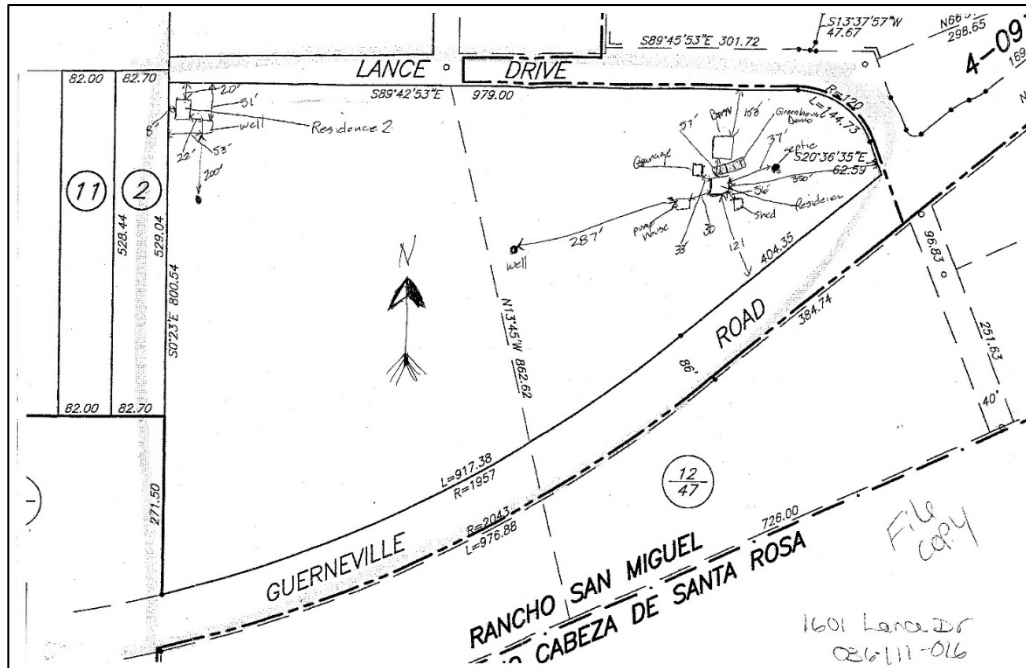 S13°37'57"W
47.67
N66°
298.65
4-09
S89°45'53"E 301.72
82.00
82.70
LANCE
DRIVE
S89°42'53"E
979.00
R=120
L=144.73
20'
51'
8'
well
Residence 2
22'
53'
200'
Barn
158'
Greenhouse
Demo
57'
37'
septic
Garage
S20°36'35"E
62.59
350'
56
Residence
shed
pump
house
33'
30
121
287'
well
404.35
11
2
528.44
529.04
S0°23'E 800.54
N
N13°45'W 862.62
ROAD
86'
384.74
96.83
251.63
40'
82.00
82.70
271.50
L=917.38
R=1957
R=2043
L=976.88
GUERNEVILLE
12
47
726.00
RANCHO SAN MIGUEL
CABEZA DE SANTA ROSA
File
copy
1601 Lance Dr
036-111-016